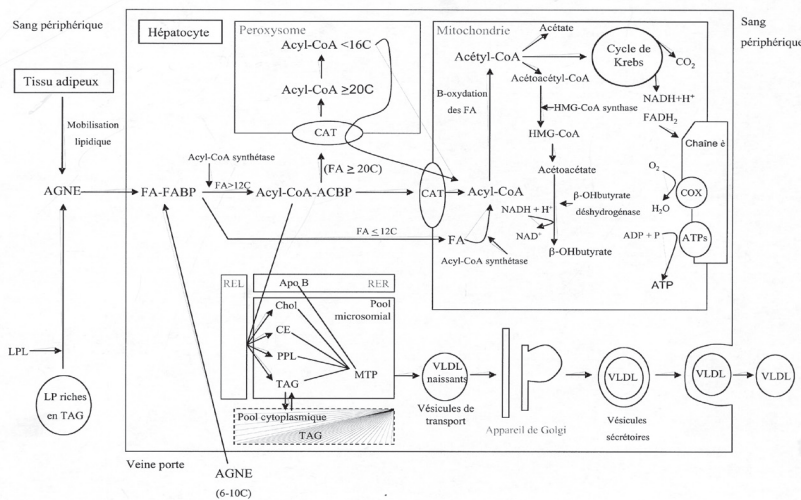 Sang périphérique
Hépatocyte
Peroxysome
Mitochondrie
Sang
périphérique
Tissu adipeux
Mobilisation
lipidique
AGNE
LPL
LP riches
en TAG
Acyl-CoA <16C
Acyl-CoA ≥20C
CAT
(FA ≥ 20C)
Acyl-CoA synthétase
FA-FABP
FA>12C
Acyl-CoA-ACBP
CAT
Acyl-CoA
FA ≤ 12C
FA
Acyl-CoA synthétase
Acétate
Acétyl-CoA
Cycle de
Krebs
CO2
Acétoacétyl-CoA
B-oxydation
des FA
HMG-CoA synthase
HMG-CoA
Acétoacétate
NADH + H+
β-OHbutyrate
déshydrogénase
NAD+
β-OHbutyrate
NADH+H+
FADH2
Chaîne é
O2
COX
H2O
ADP + P
ATPs
ATP
REL
Apo B
RER
Chol
Pool
microsomial
CE
PPL
MTP
TAG
Pool cytoplasmique
TAG
VLDL
naissants
Vésicules de
transport
Appareil de Golgi
VLDL
Vésicules
sécrétoires
VLDL
VLDL
Veine porte
AGNE
(6-10C)